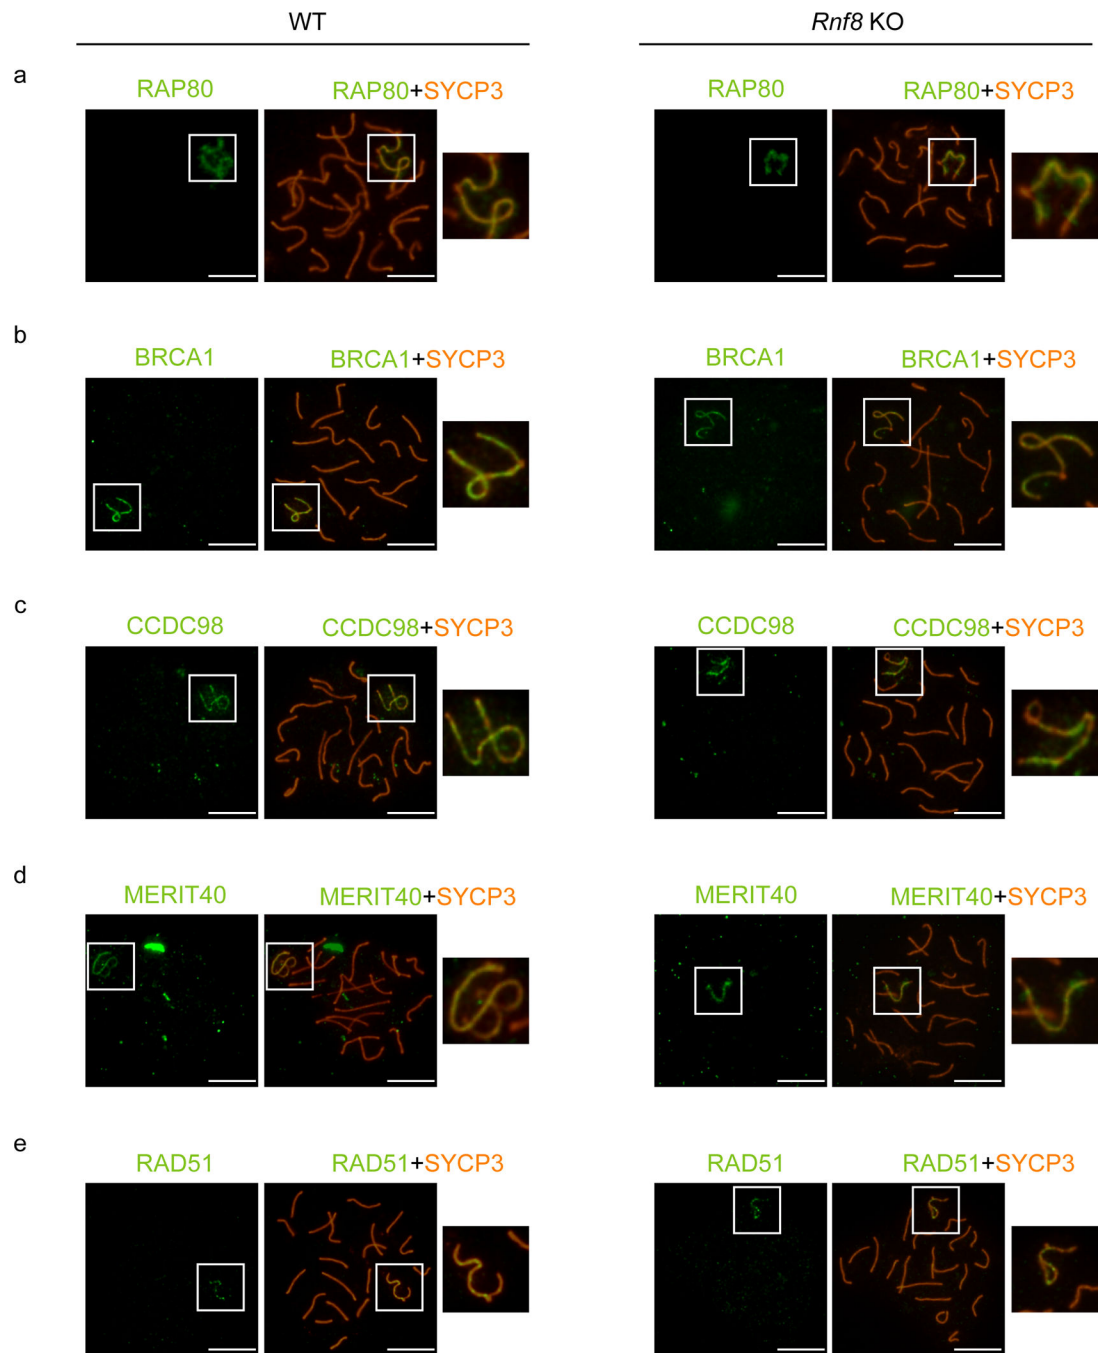 WT Rnf8 KO
a
RAP80 RAP80+SYCP3 RAP80 RAP80+SYCP3
b
BRCA1 BRCA1+SYCP3 BRCA1 BRCA1+SYCP3
c
CCDC98 CCDC98+SYCP3 CCDC98 CCDC98+SYCP3
d
MERIT40 MERIT40+SYCP3 MERIT40 MERIT40+SYCP3
e
RAD51 RAD51+SYCP3 RAD51 RAD51+SYCP3